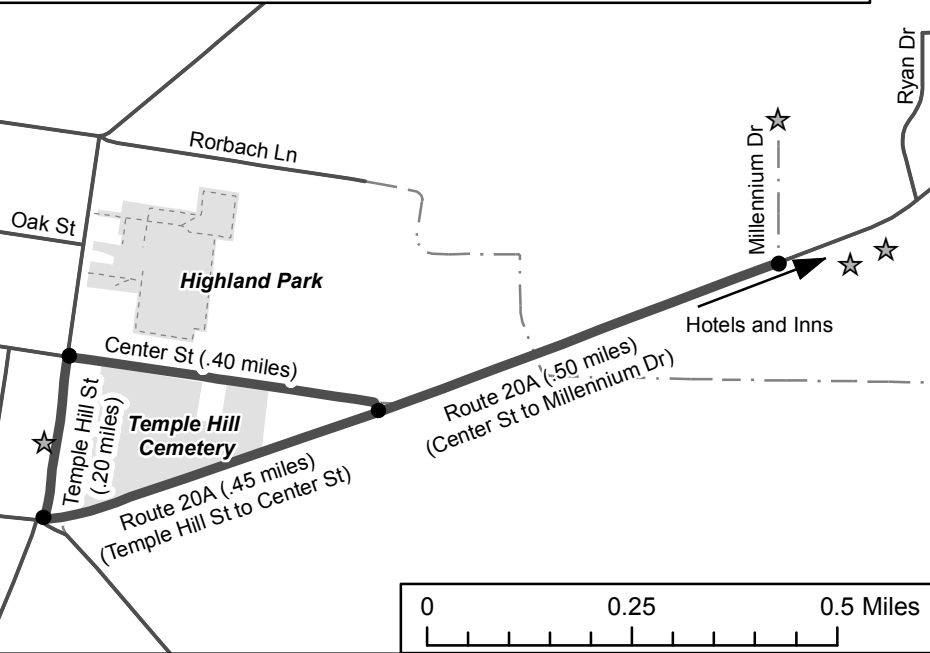 Ryan Dr
Rorbach Ln
Millennium Dr
Oak St
Highland Park
Hotels and Inns
Center St (.40 miles)
Temple Hill St
(.20 miles)
Temple Hill
Cemetery
Route 20A (.50 miles)
(Center St to Millennium Dr)
Route 20A (.45 miles)
(Temple Hill St to Center St)
0 0.25 0.5 Miles